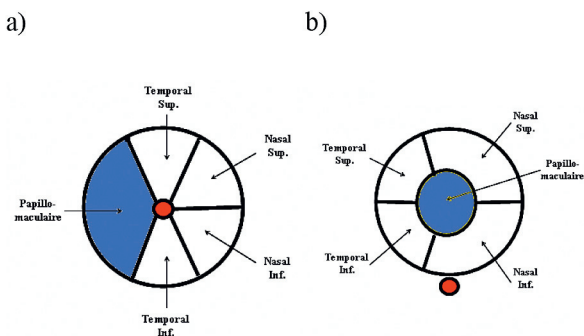 a)
Temporal
Sup.
Nasal
Sup.
Papillo-
maculaire
Nasal
Inf.
Temporal
Inf.
b)
Nasal
Sup.
Temporal
Sup.
Papillo-
maculaire
Temporal
Inf.
Nasal
Inf.